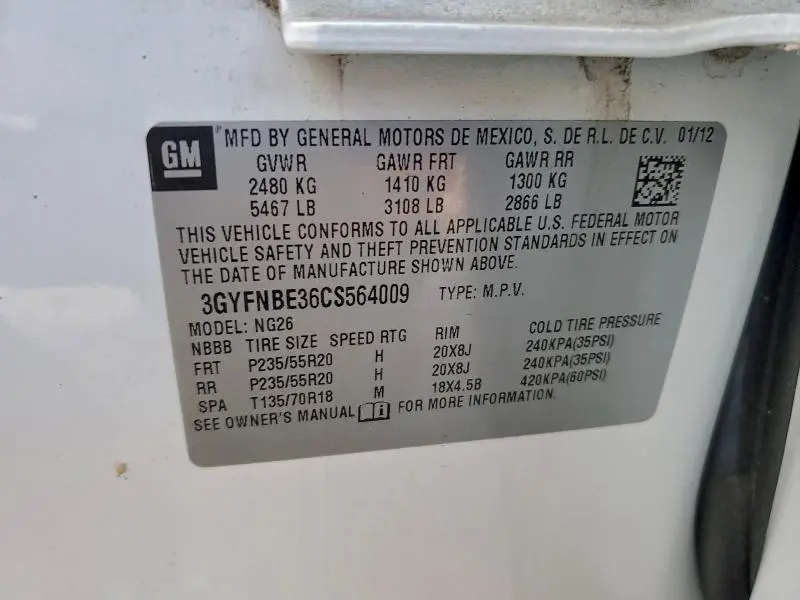 GM MFD BY GENERAL MOTORS DE MEXICO, S. DE R.L. DE C.V. 01/12
GVWR GAWR FRT GAWR RR
2480 KG 1410 KG 1300 KG
5467 LB 3108 LB 2866 LB
THIS VEHICLE CONFORMS TO ALL APPLICABLE U.S. FEDERAL MOTOR
VEHICLE SAFETY AND THEFT PREVENTION STANDARDS IN EFFECT ON
THE DATE OF MANUFACTURE SHOWN ABOVE.
3GYFNBE36CS564009 TYPE: M.P.V.
MODEL: NG26
NBBB TIRE SIZE SPEED RTG RIM COLD TIRE PRESSURE
FRT P235/55R20 H 20X8J 240KPA(35PSI)
RR P235/55R20 H 20X8J 240KPA(35PSI)
SPA T135/70R18 M 18X4.5B 420KPA(60PSI)
SEE OWNER'S MANUAL i FOR MORE INFORMATION.